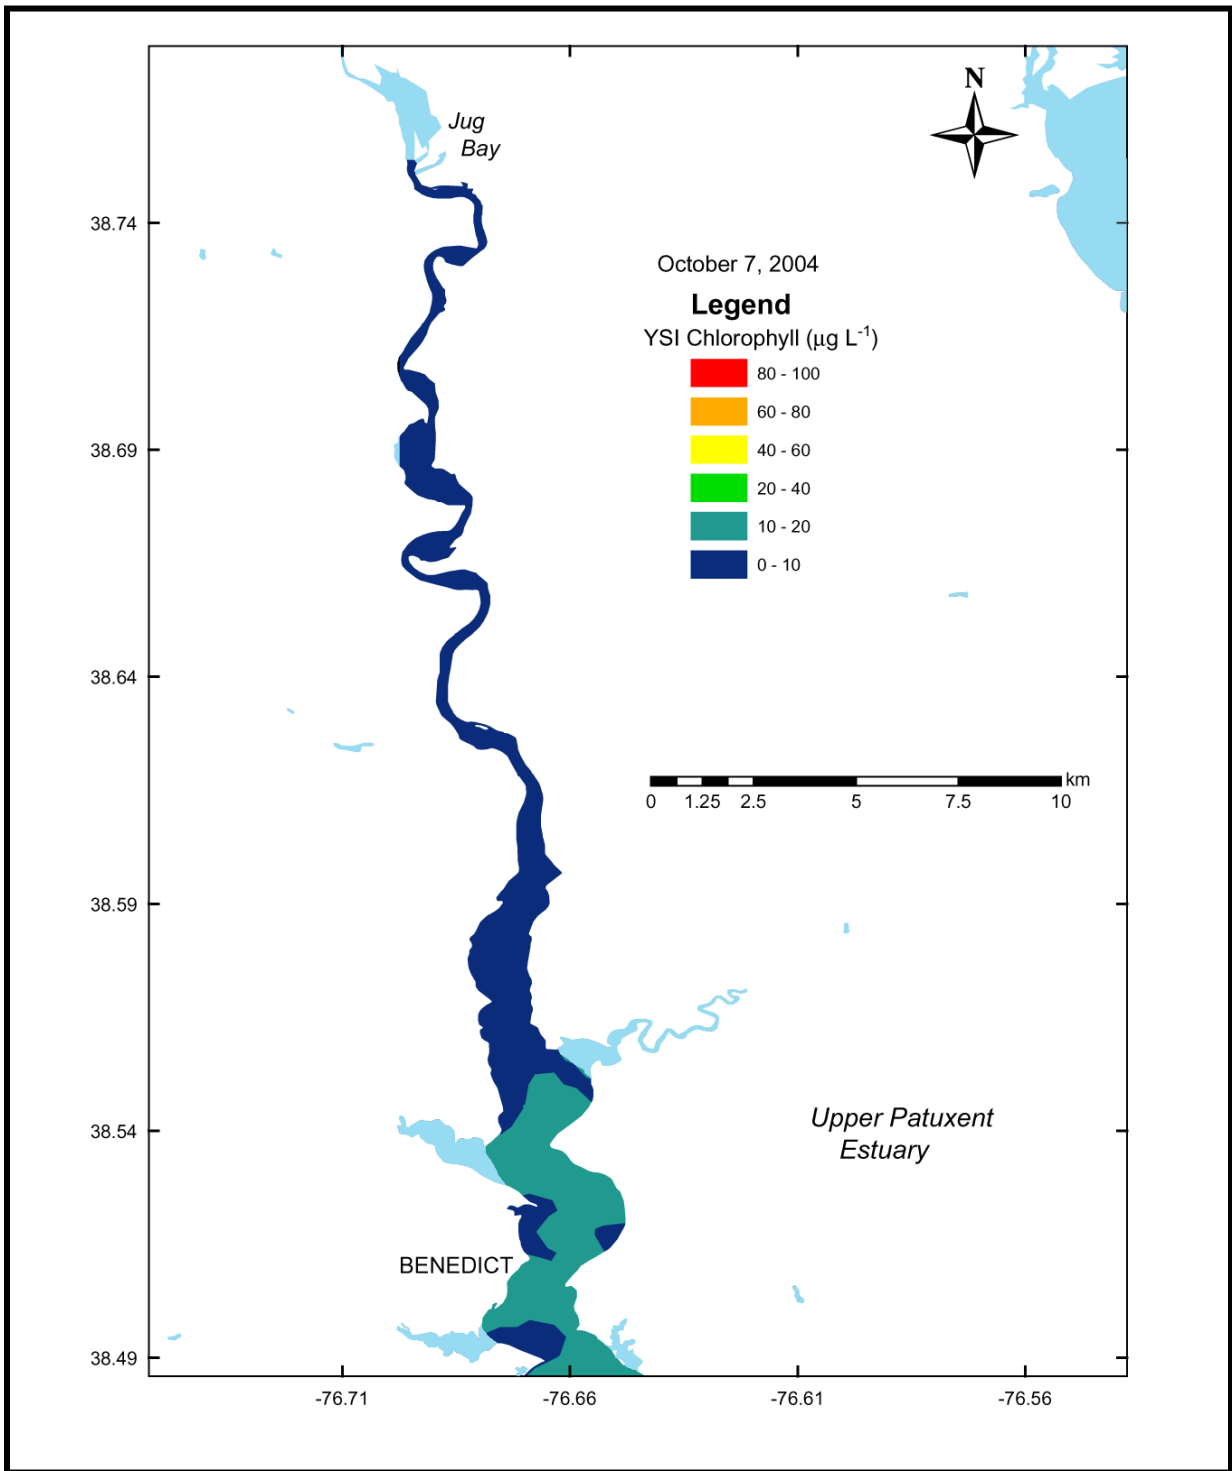 N
Jug
Bay
October 7, 2004
Legend
YSI Chlorophyll (µg L-1)
80 - 100
60 - 80
40 - 60
20 - 40
10 - 20
0 - 10
km
0 1.25 2.5 5 7.5 10
Upper Patuxent
Estuary
BENEDICT
38.74
38.69
38.64
38.59
38.54
38.49
-76.71 -76.66 -76.61 -76.56